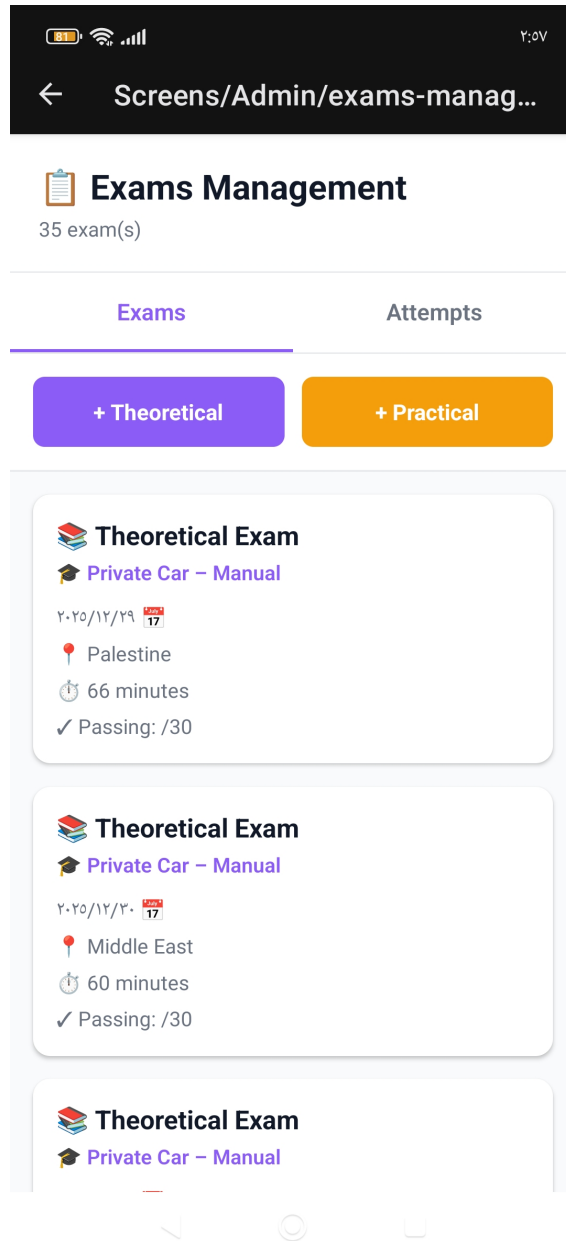 81
٢:٥٧
Screens/Admin/exams-manag...
Exams Management
35 exam(s)
Exams
Attempts
+ Theoretical
+ Practical
Theoretical Exam
Private Car – Manual
٢٠٢٥/١٢/٢٩
Palestine
66 minutes
✓ Passing: /30
Theoretical Exam
Private Car – Manual
٢٠٢٥/١٢/٣٠
Middle East
60 minutes
✓ Passing: /30
Theoretical Exam
Private Car – Manual